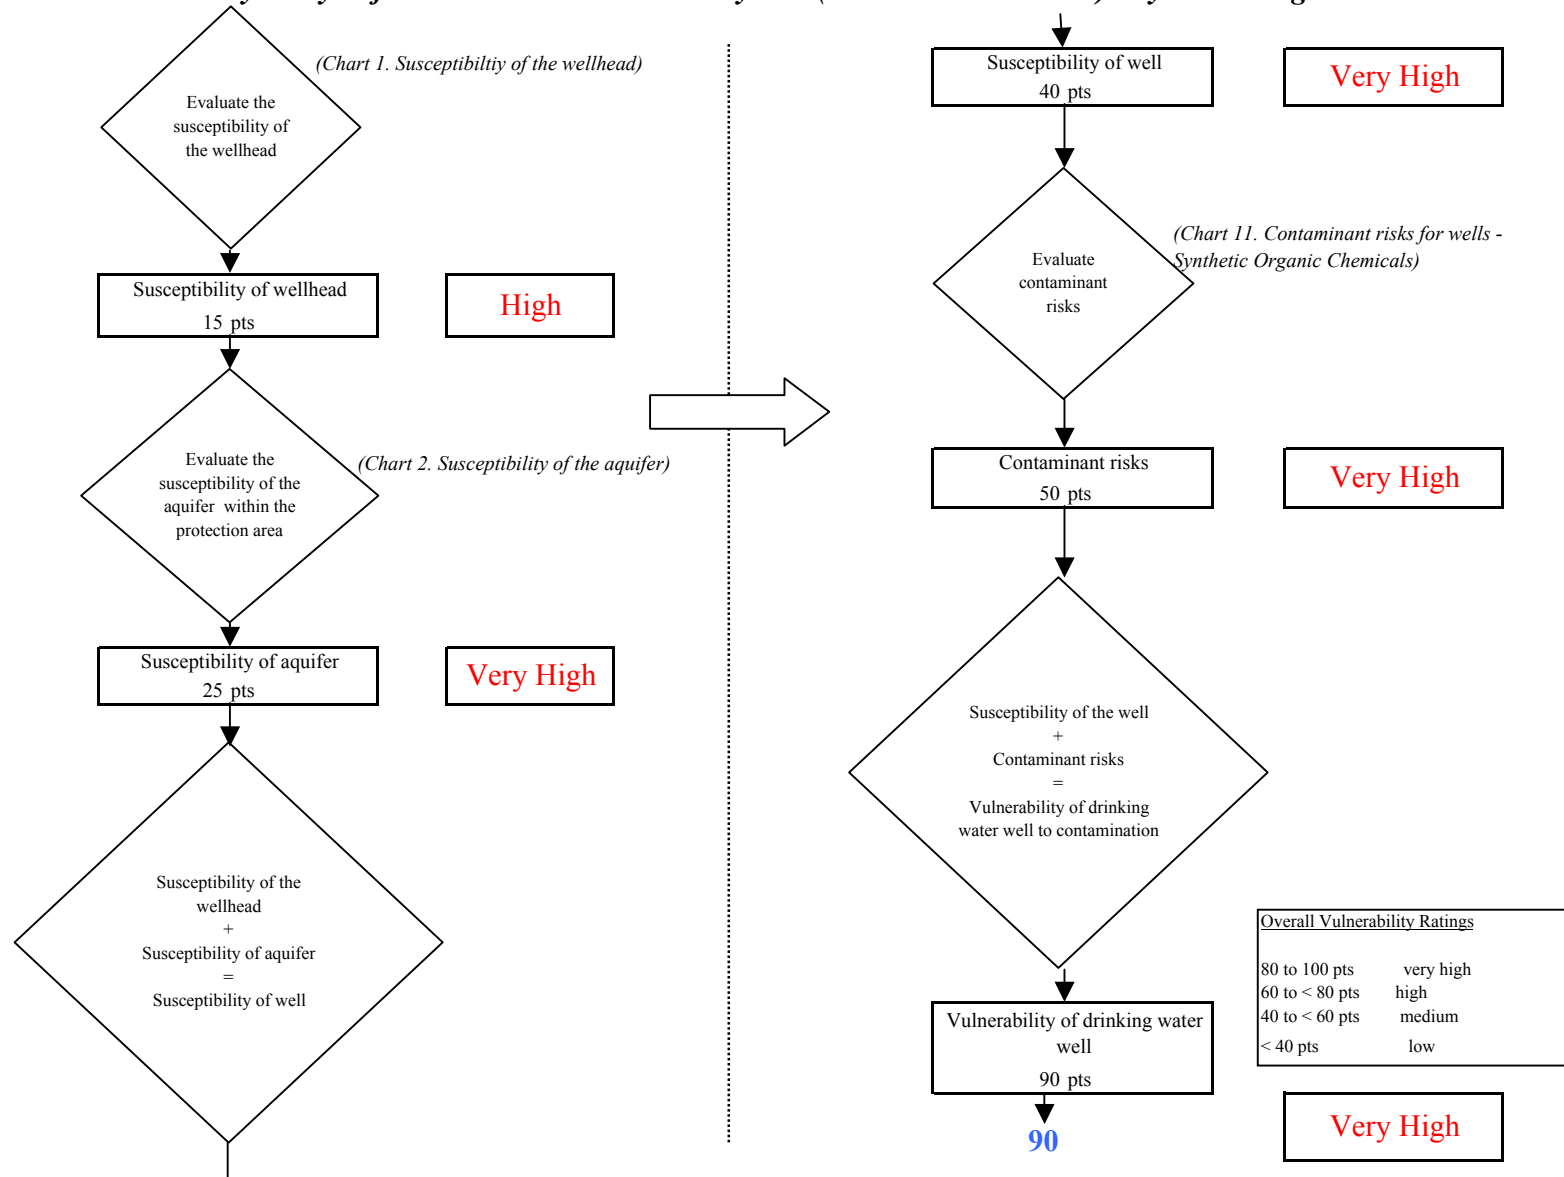 (Chart 1. Susceptibiltiy of the wellhead)
Evaluate the
susceptibility of
the wellhead
Susceptibility of wellhead
15 pts
High
Evaluate the
susceptibility of the
aquifer within the
protection area
(Chart 2. Susceptibility of the aquifer)
Susceptibility of aquifer
25 pts
Very High
Susceptibility of the
wellhead
+
Susceptibility of aquifer
=
Susceptibility of well
Susceptibility of well
40 pts
Very High
(Chart 11. Contaminant risks for wells -
Synthetic Organic Chemicals)
Evaluate
contaminant
risks
Contaminant risks
50 pts
Very High
Susceptibility of the well
+
Contaminant risks
=
Vulnerability of drinking
water well to contamination
Overall Vulnerability Ratings
80 to 100 pts very high
60 to < 80 pts high
40 to < 60 pts medium
< 40 pts low
Vulnerability of drinking water
well
90 pts
90
Very High